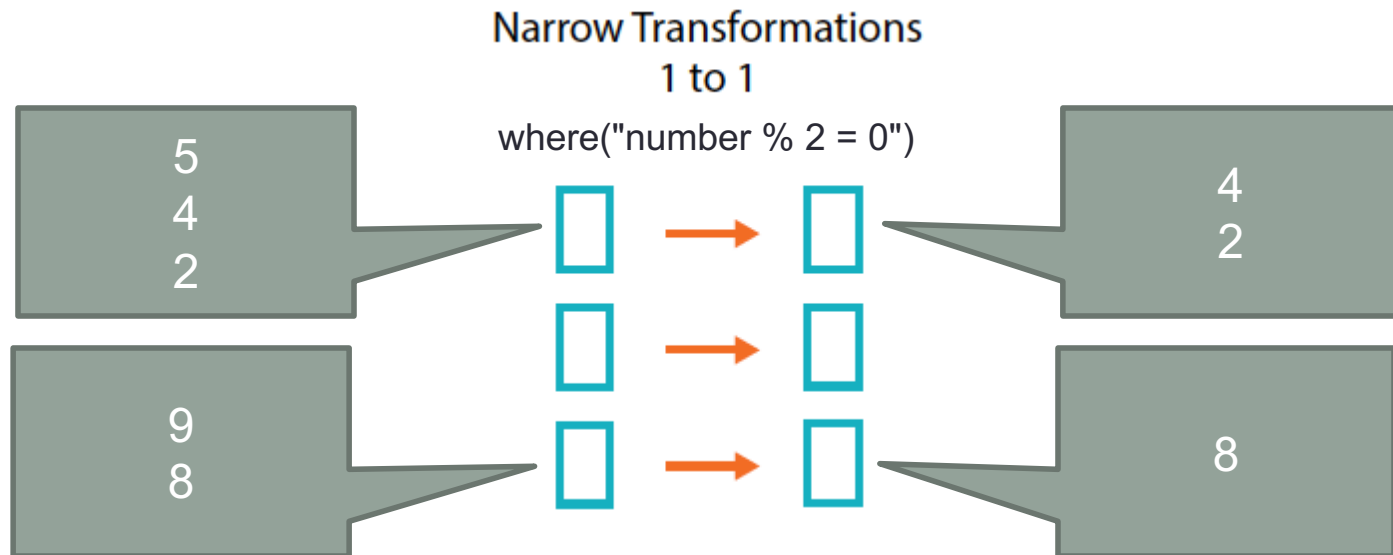 Narrow Transformations
1 to 1
where("number % 2 = 0")
5
4
2
4
2
9
8
8